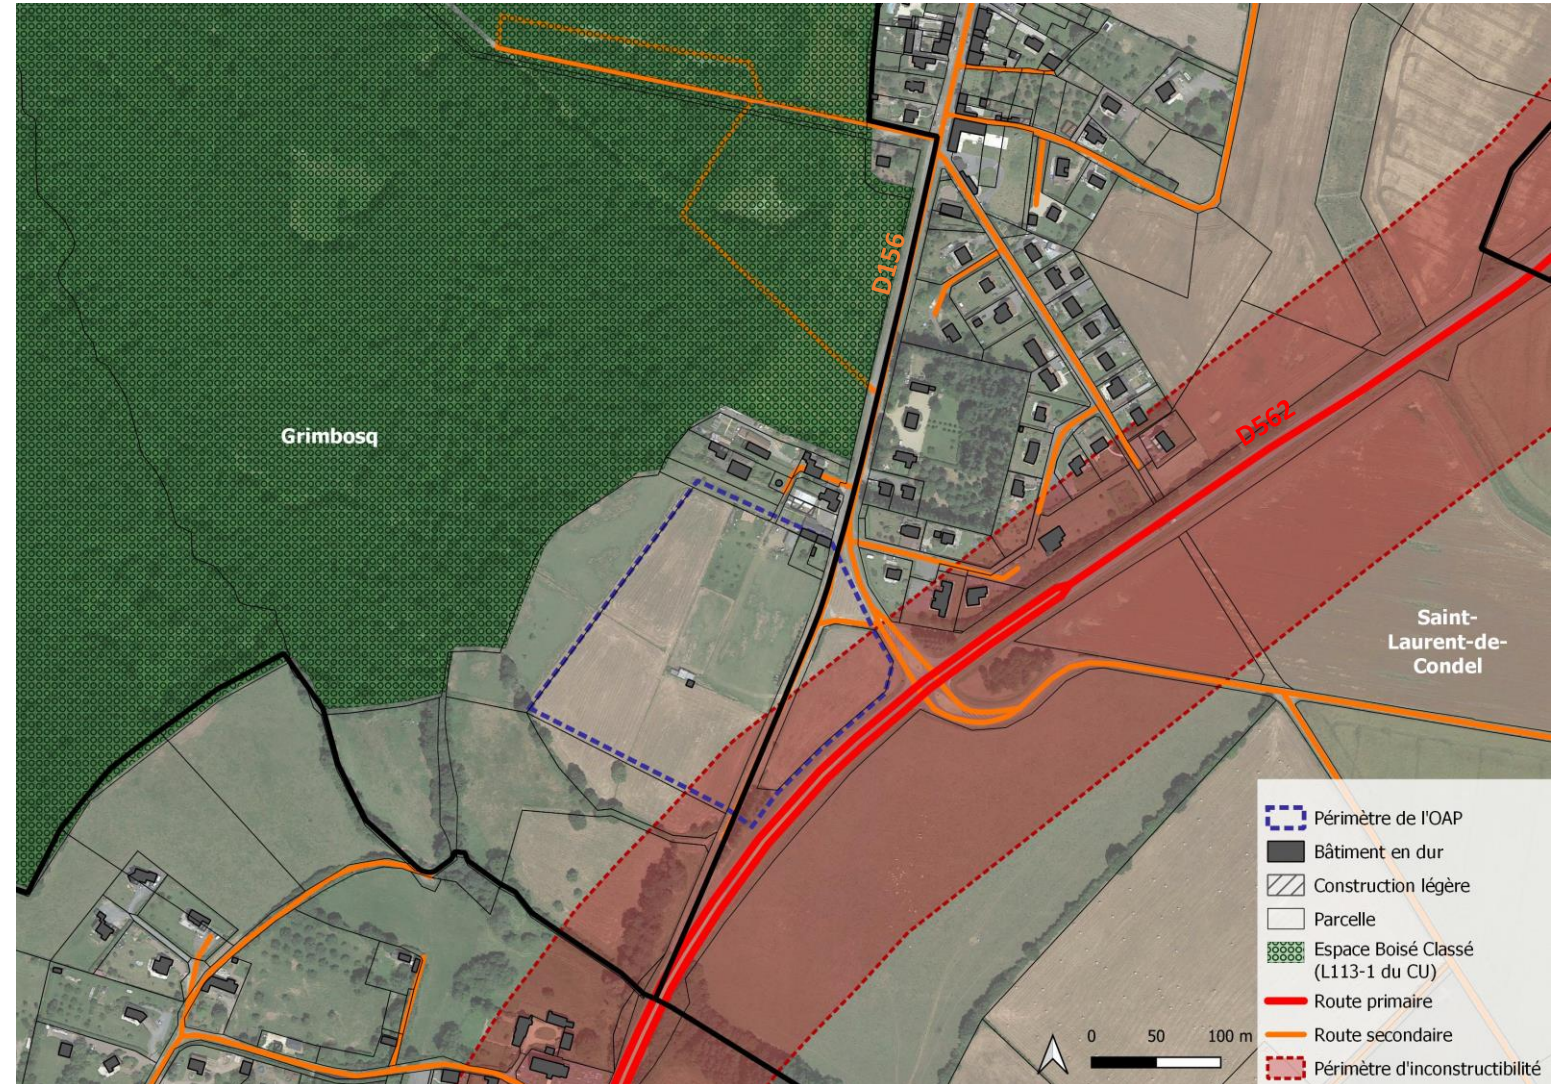 D156
Grimbosq
D562
Saint-
Laurent-de-
Condel
Périmètre de l'OAP
Bâtiment en dur
Construction légère
Parcelle
Espace Boisé Classé
(L113-1 du CU)
Route primaire
Route secondaire
Périmètre d'inconstructibilité
0 50 100 m